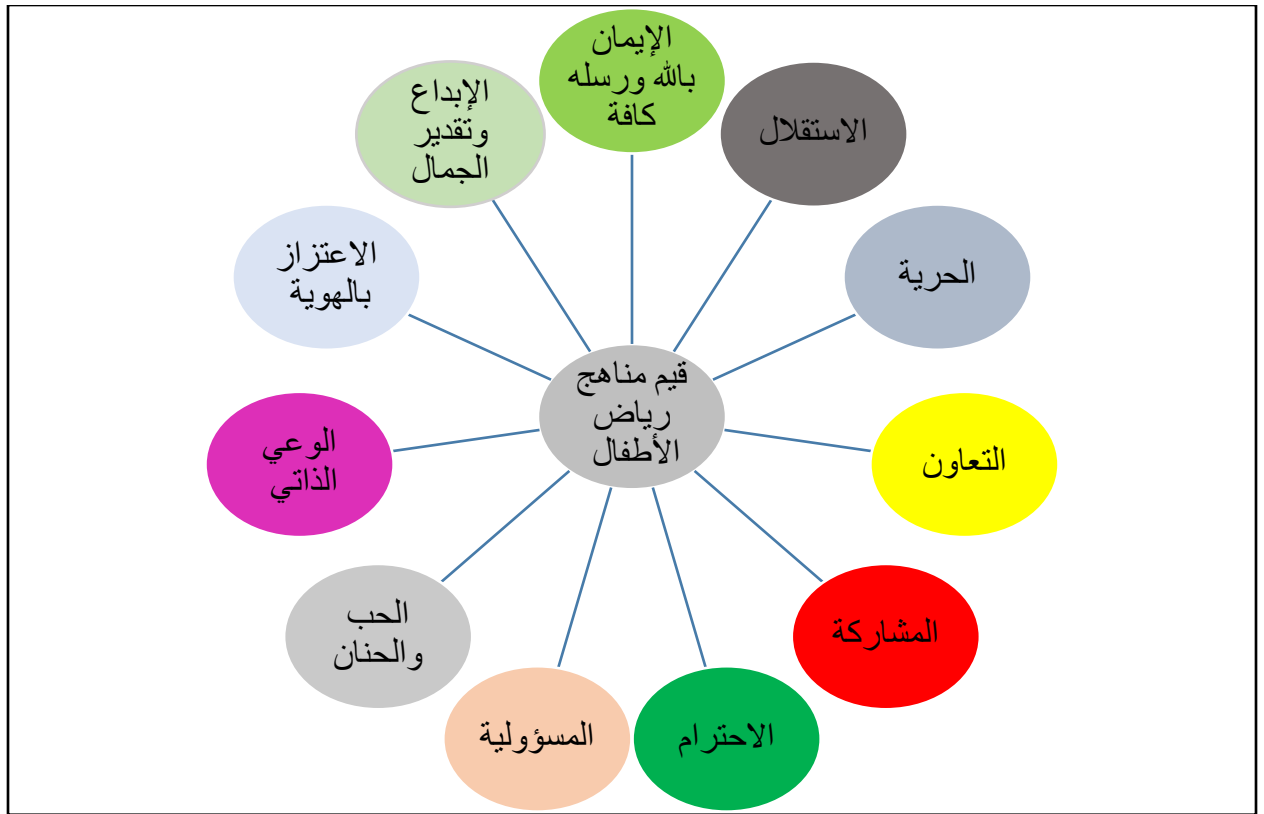 قيم مناهج
رياض
الأطفال
الإيمان
بالله ورسله
كافة
الاستقلال
الحرية
التعاون
المشاركة
الاحترام
المسؤولية
الحب
والحنان
الوعي
الذاتي
الاعتزاز
بالهوية
الإبداع
وتقدير
الجمال